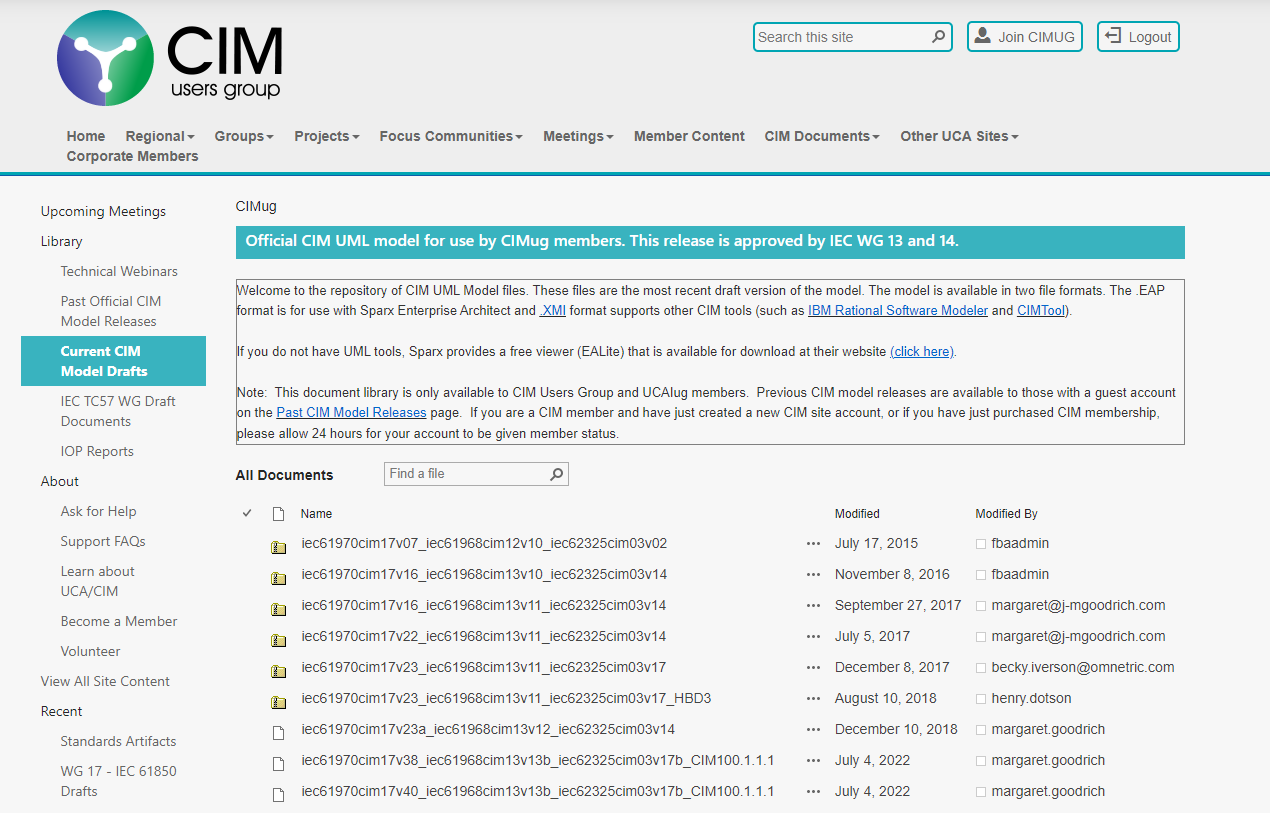 CIM
users group
Search this site
Join CIMUG
Logout
Home Regional Groups Projects Focus Communities Meetings Member Content CIM Documents Other UCA Sites
Corporate Members
Upcoming Meetings
Library
Technical Webinars
Past Official CIM
Model Releases
Current CIM
Model Drafts
IEC TC57 WG Draft
Documents
IOP Reports
About
Ask for Help
Support FAQs
Learn about
UCA/CIM
Become a Member
Volunteer
View All Site Content
Recent
Standards Artifacts
WG 17 - IEC 61850
Drafts
CIMug
Official CIM UML model for use by CIMug members. This release is approved by IEC WG 13 and 14.
Welcome to the repository of CIM UML Model files. These files are the most recent draft version of the model. The model is available in two file formats. The .EAP
format is for use with Sparx Enterprise Architect and .XMI format supports other CIM tools (such as IBM Rational Software Modeler and CIMTool).
If you do not have UML tools, Sparx provides a free viewer (EALite) that is available for download at their website (click here).
Note: This document library is only available to CIM Users Group and UCAIug members. Previous CIM model releases are available to those with a guest account
on the Past CIM Model Releases page. If you are a CIM member and have just created a new CIM site account, or if you have just purchased CIM membership,
please allow 24 hours for your account to be given member status.
All Documents Find a file
Name Modified Modified By
iec61970cim17v07_iec61968cim12v10_iec62325cim03v02 ... July 17, 2015 fbaadmin
iec61970cim17v16_iec61968cim13v10_iec62325cim03v14 ... November 8, 2016 fbaadmin
iec61970cim17v16_iec61968cim13v11_iec62325cim03v14 ... September 27, 2017 margaret@j-mgoodrich.com
iec61970cim17v22_iec61968cim13v11_iec62325cim03v14 ... July 5, 2017 margaret@j-mgoodrich.com
iec61970cim17v23_iec61968cim13v11_iec62325cim03v17 ... December 8, 2017 becky.iverson@omnetric.com
iec61970cim17v23_iec61968cim13v11_iec62325cim03v17_HBD3 ... August 10, 2018 henry.dotson
iec61970cim17v23a_iec61968cim13v12_iec62325cim03v14 ... December 10, 2018 margaret.goodrich
iec61970cim17v38_iec61968cim13v13b_iec62325cim03v17b_CIM100.1.1.1 ... July 4, 2022 margaret.goodrich
iec61970cim17v40_iec61968cim13v13b_iec62325cim03v17b_CIM100.1.1.1 ... July 4, 2022 margaret.goodrich